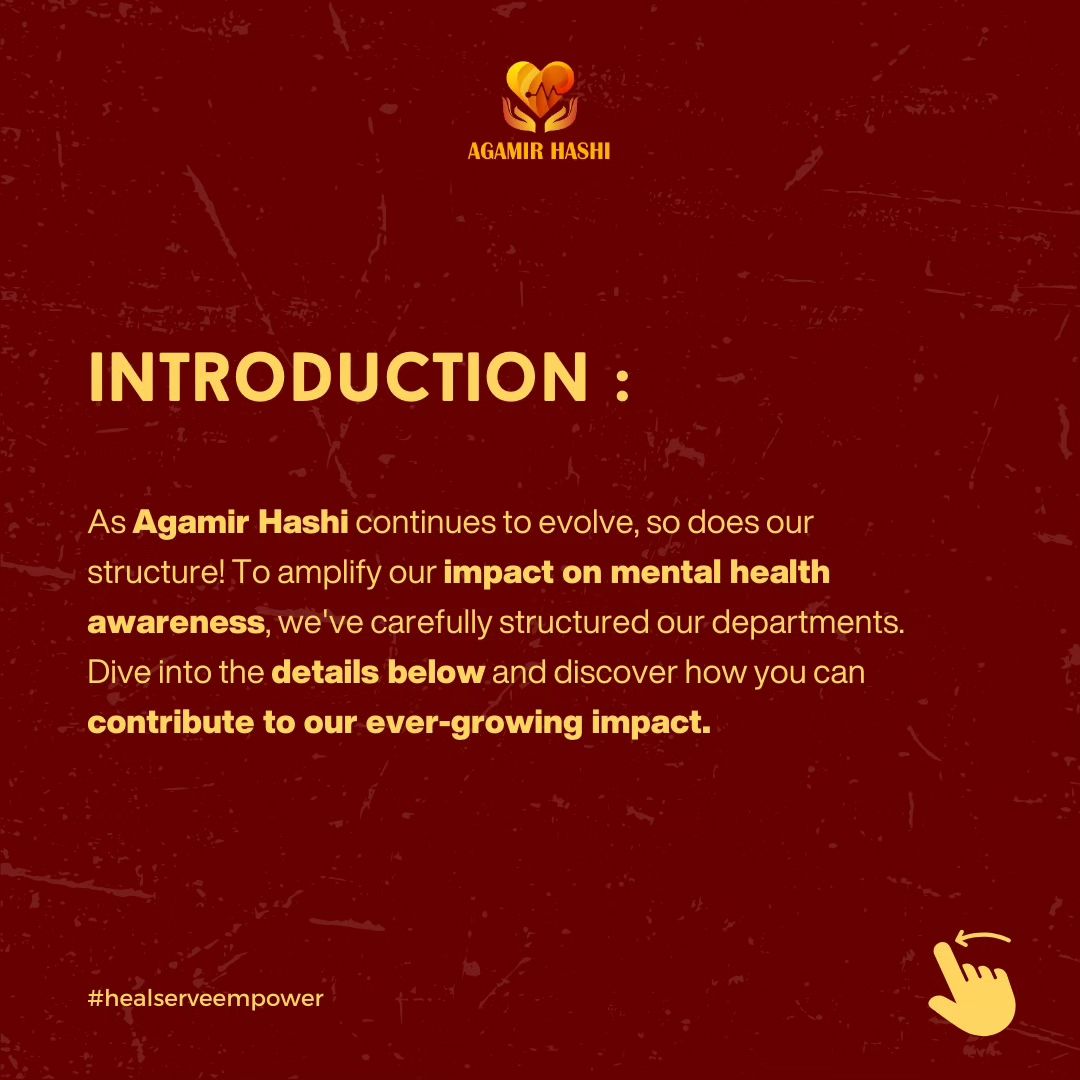 AGAMIR HASHI
INTRODUCTION :
As Agamir Hashi continues to evolve, so does our
structure! To amplify our impact on mental health
awareness, we've carefully structured our departments.
Dive into the details below and discover how you can
contribute to our ever-growing impact.
#healserveempower